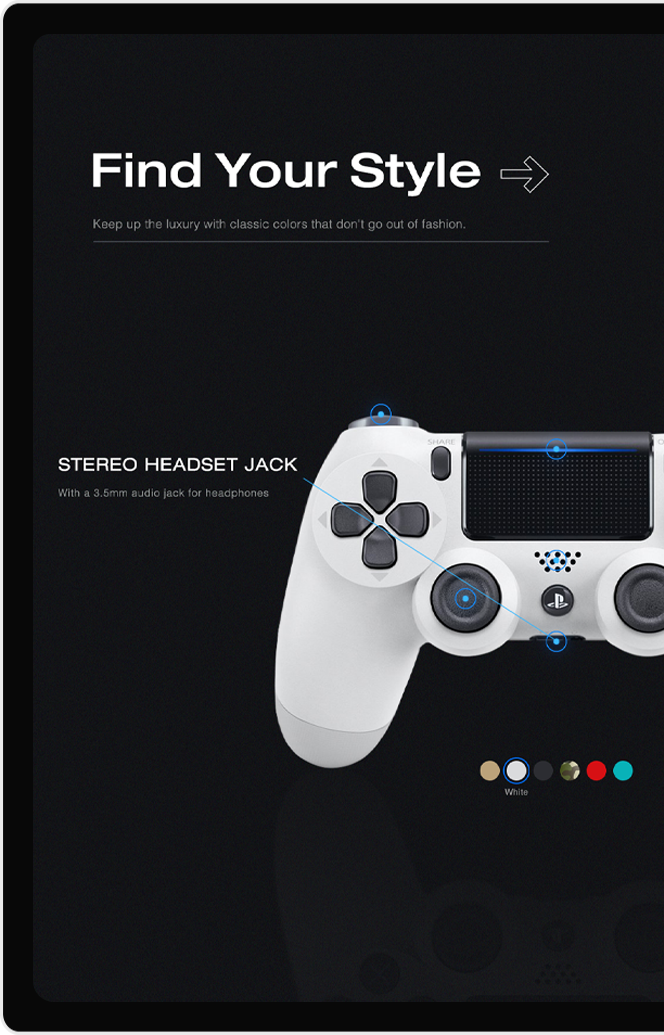 Find Your Style
Keep up the luxury with classic colors that don't go out of fashion.
SHARE
STEREO HEADSET JACK
With a 3.5mm audio jack for headphones
White